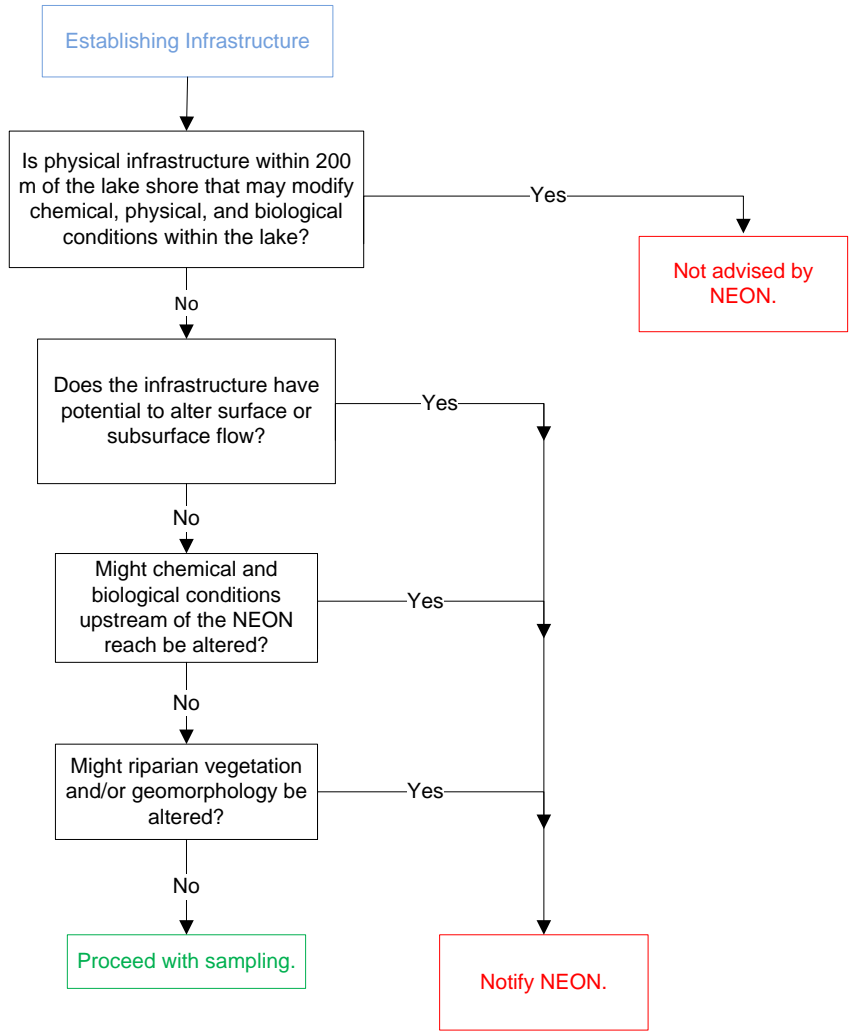 Establishing Infrastructure
Is physical infrastructure within 200
m of the lake shore that may modify
chemical, physical, and biological
conditions within the lake?
Yes
Not advised by
NEON.
No
Does the infrastructure have
potential to alter surface or
subsurface flow?
Yes
No
Might chemical and
biological conditions
upstream of the NEON
reach be altered?
Yes
No
Might riparian vegetation
and/or geomorphology be
altered?
Yes
No
Proceed with sampling.
Notify NEON.